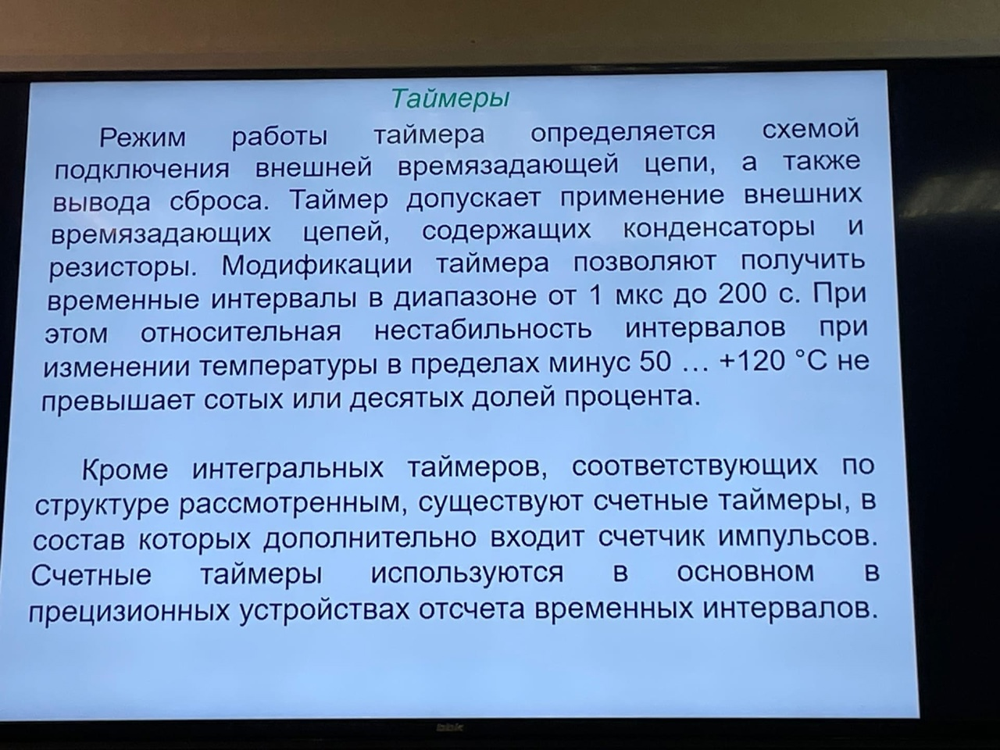 Таймеры
Режим работы таймера определяется схемой
подключения внешней времязадающей цепи, а также
вывода сброса. Таймер допускает применение внешних
времязадающих цепей, содержащих конденсаторы и
резисторы. Модификации таймера позволяют получить
временные интервалы в диапазоне от 1 мкс до 200 с. При
этом относительная нестабильность интервалов при
изменении температуры в пределах минус 50 ... +120 °С не
превышает сотых или десятых долей процента.
Кроме интегральных таймеров, соответствующих по
структуре рассмотренным, существуют счетные таймеры, в
состав которых дополнительно входит счетчик импульсов.
Счетные таймеры используются в основном в
прецизионных устройствах отсчета временных интервалов.
bbk